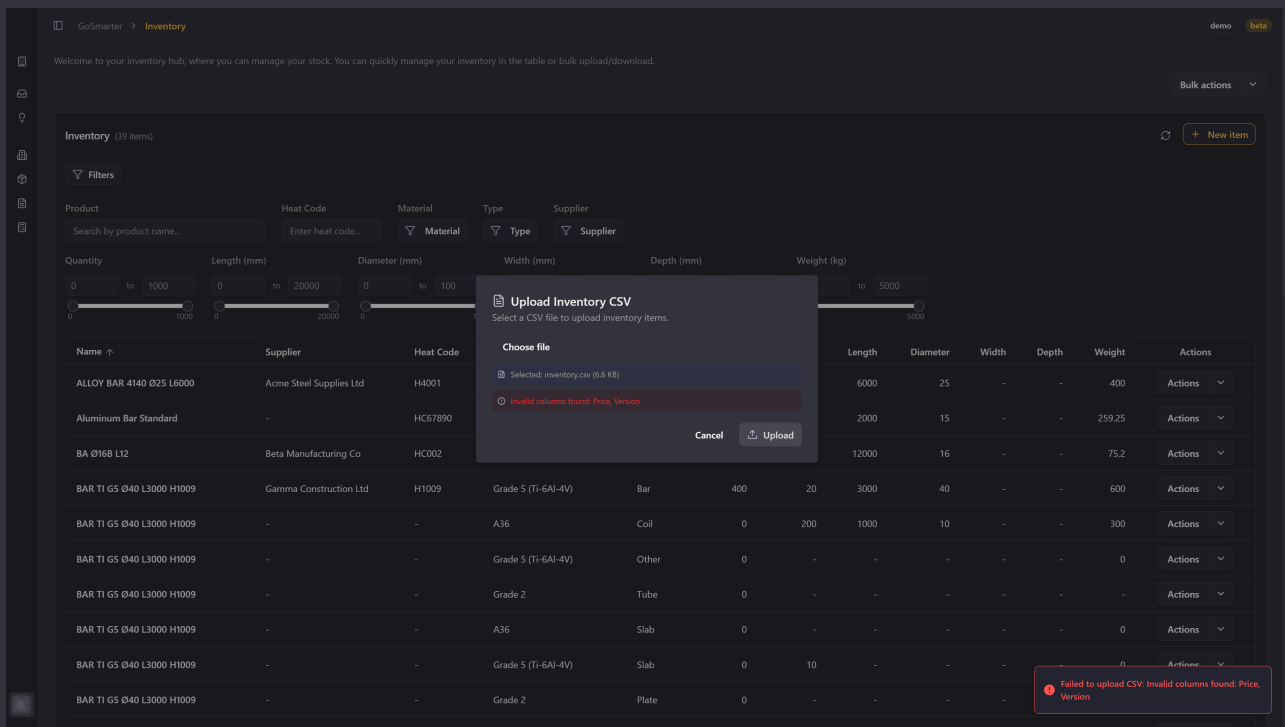 GoSmarter > Inventory
demo
beta
Welcome to your inventory hub, where you can manage your stock. You can quickly manage your inventory in the table or bulk upload/download.
Bulk actions
Inventory (39 items)
+ New item
Filters
Product Heat Code Material Type Supplier
Search by product name... Enter heat code... Material Type Supplier
Quantity Length (mm) Diameter (mm) Width (mm) Depth (mm) Weight (kg)
0 to 1000 0 to 20000 0 to 100 to 5000
0 1000 0 20000 0 5000
Upload Inventory CSV
Select a CSV file to upload inventory items.
Choose file
Selected: inventory.csv (6.6 KB)
Invalid columns found: Price, Version
Cancel Upload
Name ↑ Supplier Heat Code Length Diameter Width Depth Weight Actions
ALLOY BAR 4140 Ø25 L6000 Acme Steel Supplies Ltd H4001 6000 25 - - 400 Actions
Aluminum Bar Standard - HC67890 2000 15 - - 259.25 Actions
BA Ø16B L12 Beta Manufacturing Co HC002 12000 16 - - 75.2 Actions
BAR TI G5 Ø40 L3000 H1009 Gamma Construction Ltd H1009 Grade 5 (Ti-6Al-4V) Bar 400 20 3000 40 - - 600 Actions
BAR TI G5 Ø40 L3000 H1009 - - A36 Coil 0 200 1000 10 - - 300 Actions
BAR TI G5 Ø40 L3000 H1009 - - Grade 5 (Ti-6Al-4V) Other 0 - - - - - 0 Actions
BAR TI G5 Ø40 L3000 H1009 - - Grade 2 Tube 0 - - - - - - Actions
BAR TI G5 Ø40 L3000 H1009 - - A36 Slab 0 - - - - - 0 Actions
BAR TI G5 Ø40 L3000 H1009 - - Grade 5 (Ti-6Al-4V) Slab 0 10 - - - - 0 Actions
BAR TI G5 Ø40 L3000 H1009 - - Grade 2 Plate 0 - - -
Failed to upload CSV: Invalid columns found: Price,
Version